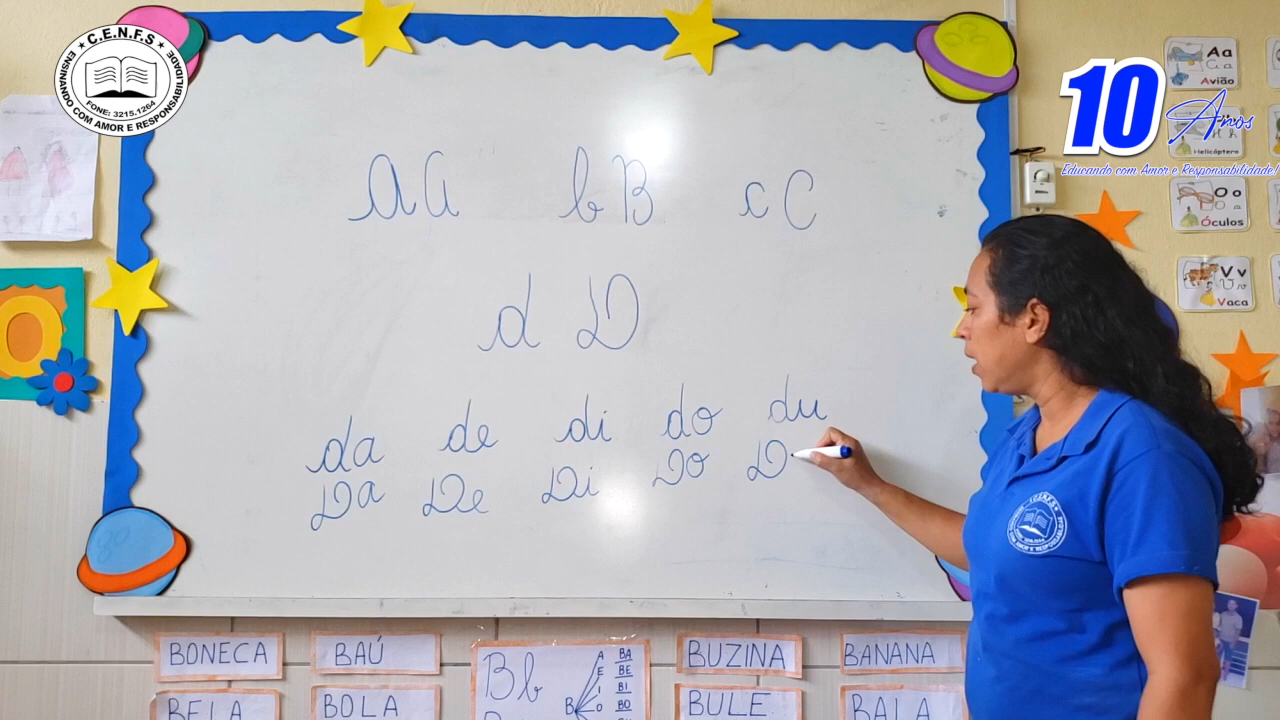 C.E.N.F.S
ENSINANDO COM AMOR E RESPONSABILIDADE
FONE: 3215.1264
10 Anos
Educando com Amor e Responsabilidade!
Aa
Avião
Helicóptero
Oo
Óculos
Vv
Vaca
Aa bB cC
d D
da de di do du
Da De Di Do D
BONECA BAÚ BUZINA BANANA
Bb
B
A E I O
BA
BE
BI
BO
BELA BOLA BULE BALA